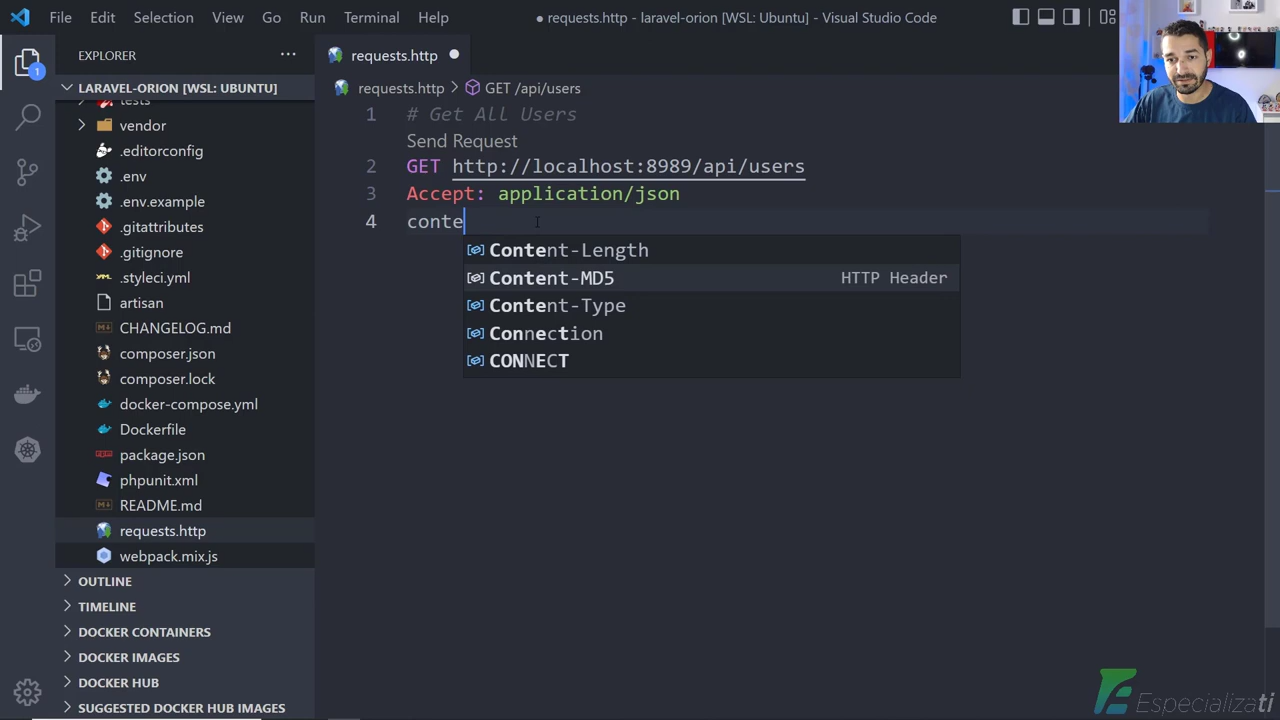 File Edit Selection View Go Run Terminal Help
● requests.http - laravel-orion [WSL: Ubuntu] - Visual Studio Code
1
EXPLORER
LARAVEL-ORION [WSL: UBUNTU]
tests
vendor
.editorconfig
.env
.env.example
.gitattributes
.gitignore
.styleci.yml
artisan
CHANGELOG.md
composer.json
composer.lock
docker-compose.yml
Dockerfile
package.json
phpunit.xml
README.md
requests.http
webpack.mix.js
OUTLINE
TIMELINE
DOCKER CONTAINERS
DOCKER IMAGES
DOCKER HUB
SUGGESTED DOCKER HUB IMAGES
requests.http
requests.http > GET /api/users
1 # Get All Users
Send Request
2 GET http://localhost:8989/api/users
3 Accept: application/json
4 conte
Content-Length
Content-MD5 HTTP Header
Content-Type
Connection
CONNECT
Especializati